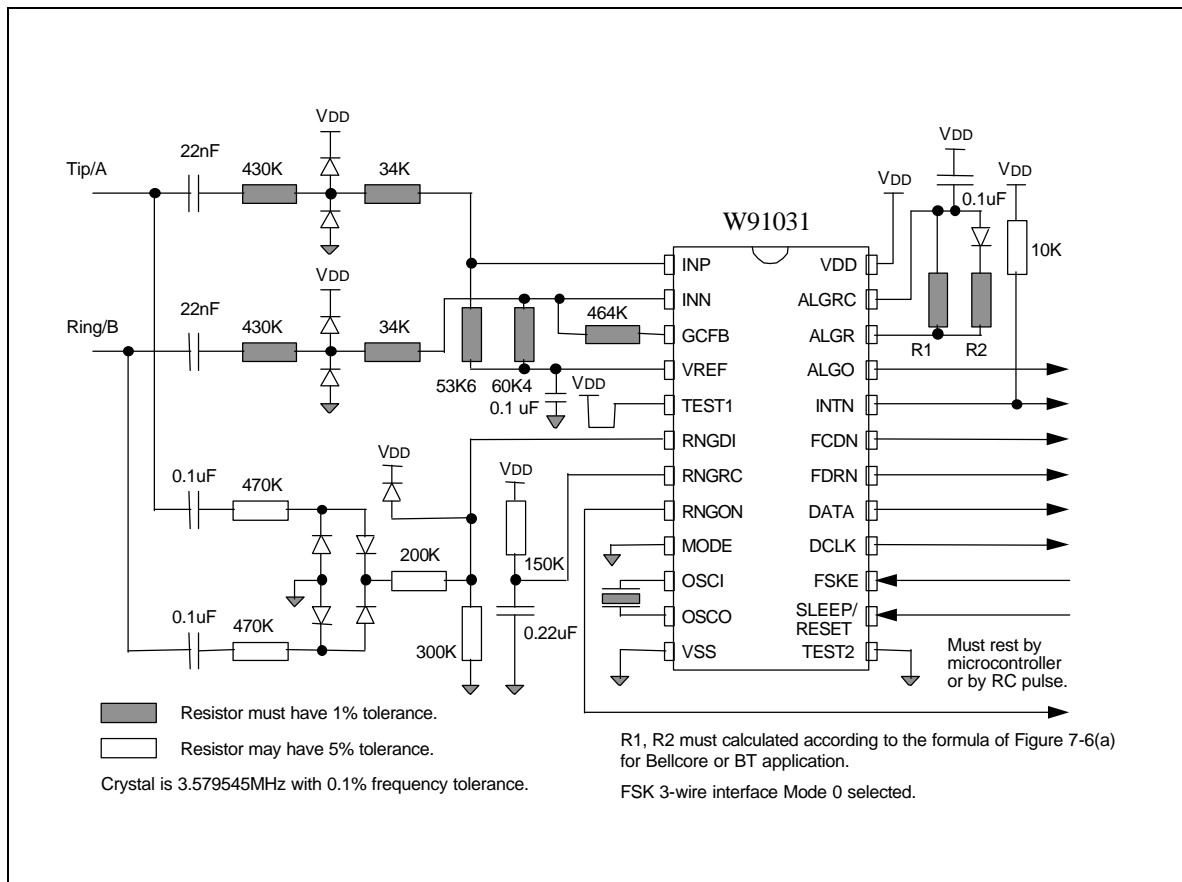 VDD
22nF
430K
34K
Tip/A
VDD
22nF
430K
34K
Ring/B
53K6
60K4
464K
0.1 uF
VDD
VDD
0.1uF
VDD
VDD
10K
R1
R2
W91031
INP
INN
GCFB
VREF
TEST1
RNGDI
RNGRC
RNGON
MODE
OSCI
OSCO
VSS
VDD
ALGRC
ALGR
ALGO
INTN
FCDN
FDRN
DATA
DCLK
FSKE
SLEEP/
RESET
TEST2
0.1uF
470K
VDD
VDD
200K
150K
0.1uF
470K
300K
0.22uF
Must rest by
microcontroller
or by RC pulse.
Resistor must have 1% tolerance.
Resistor may have 5% tolerance.
Crystal is 3.579545MHz with 0.1% frequency tolerance.
R1, R2 must calculated according to the formula of Figure 7-6(a)
for Bellcore or BT application.
FSK 3-wire interface Mode 0 selected.